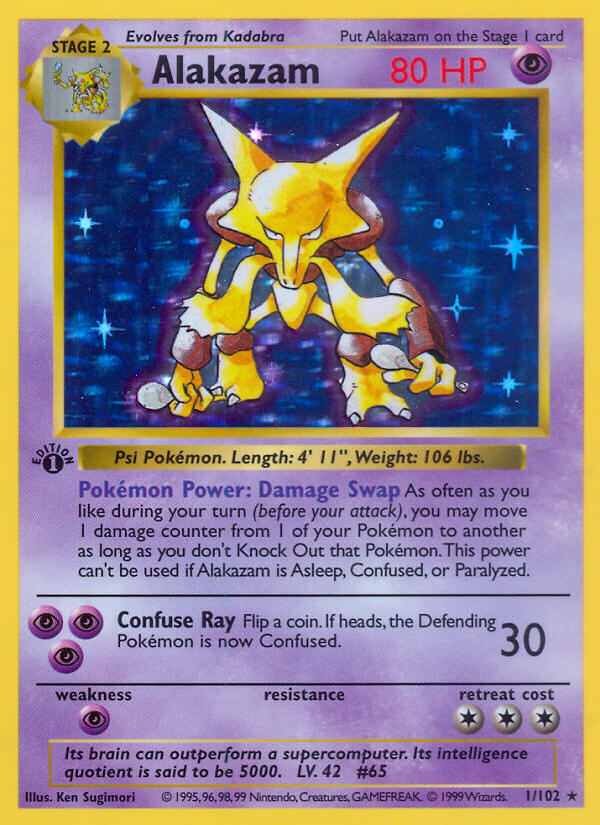 Evolves from Kadabra
Put Alakazam on the Stage 1 card
STAGE 2
Alakazam
80 HP
EDITION
1
Psi Pokémon. Length: 4' 11", Weight: 106 lbs.
Pokémon Power: Damage Swap As often as you
like during your turn (before your attack), you may move
1 damage counter from 1 of your Pokémon to another
as long as you don't Knock Out that Pokémon. This power
can't be used if Alakazam is Asleep, Confused, or Paralyzed.
Confuse Ray Flip a coin. If heads, the Defending
Pokémon is now Confused.
30
weakness
resistance
retreat cost
Its brain can outperform a supercomputer. Its intelligence
quotient is said to be 5000. LV. 42 #65
Illus. Ken Sugimori
© 1995, 96, 98, 99 Nintendo, Creatures, GAMEFREAK. © 1999 Wizards.
1/102 ★